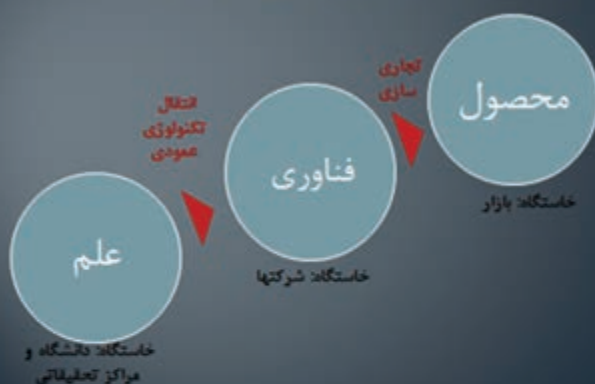 محصول
تجاری
سازی
خاستگاه: بازار
فناوری
انتقال
تکنولوژی
عمودی
خاستگاه: شرکتها
علم
خاستگاه: دانشگاه و
مراکز تحقیقاتی